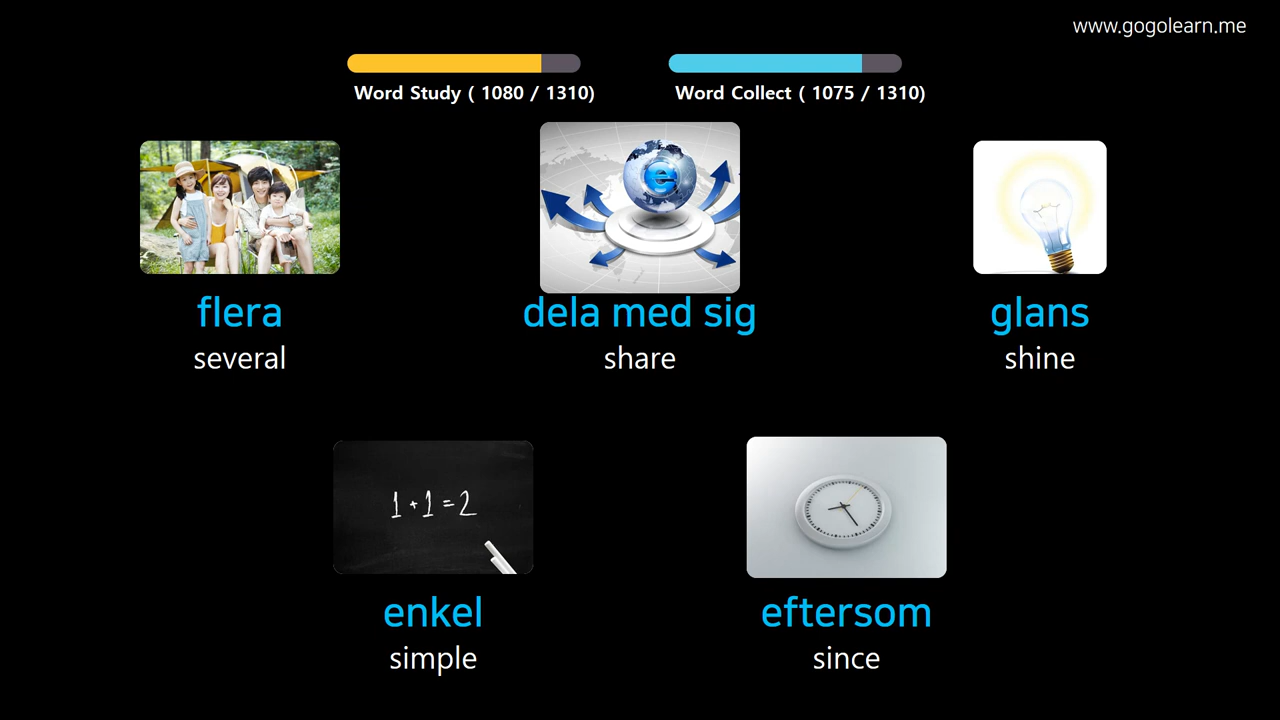 www.gogolearn.me
Word Study ( 1080 / 1310)
Word Collect ( 1075 / 1310)
e
flera
several
dela med sig
share
glans
shine
1+1=2
enkel
simple
eftersom
since